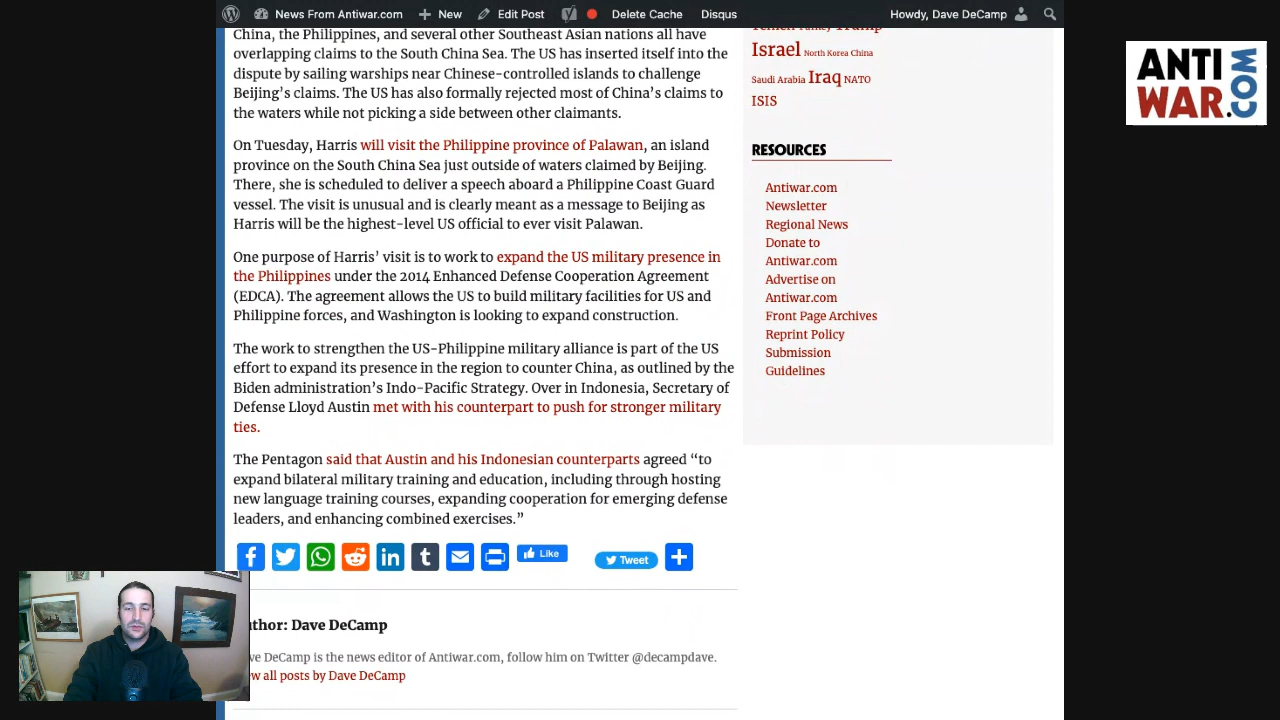 News From Antiwar.com New Edit Post Delete Cache Disqus Howdy, Dave DeCamp
China, the Philippines, and several other Southeast Asian nations all have
overlapping claims to the South China Sea. The US has inserted itself into the
dispute by sailing warships near Chinese-controlled islands to challenge
Beijing’s claims. The US has also formally rejected most of China’s claims to
the waters while not picking a side between other claimants.
On Tuesday, Harris will visit the Philippine province of Palawan, an island
province on the South China Sea just outside of waters claimed by Beijing.
There, she is scheduled to deliver a speech aboard a Philippine Coast Guard
vessel. The visit is unusual and is clearly meant as a message to Beijing as
Harris will be the highest-level US official to ever visit Palawan.
One purpose of Harris’ visit is to work to expand the US military presence in
the Philippines under the 2014 Enhanced Defense Cooperation Agreement
(EDCA). The agreement allows the US to build military facilities for US and
Philippine forces, and Washington is looking to expand construction.
The work to strengthen the US-Philippine military alliance is part of the US
effort to expand its presence in the region to counter China, as outlined by the
Biden administration’s Indo-Pacific Strategy. Over in Indonesia, Secretary of
Defense Lloyd Austin met with his counterpart to push for stronger military
ties.
The Pentagon said that Austin and his Indonesian counterparts agreed “to
expand bilateral military training and education, including through hosting
new language training courses, expanding cooperation for emerging defense
leaders, and enhancing combined exercises.”
Like
Tweet
thor: Dave DeCamp
ve DeCamp is the news editor of Antiwar.com, follow him on Twitter @decampdave.
w all posts by Dave DeCamp
Yemen Turkey Trump
Israel North Korea China
Saudi Arabia Iraq NATO
ISIS
RESOURCES
Antiwar.com
Newsletter
Regional News
Donate to
Antiwar.com
Advertise on
Antiwar.com
Front Page Archives
Reprint Policy
Submission
Guidelines
ANTI
WAR.COM